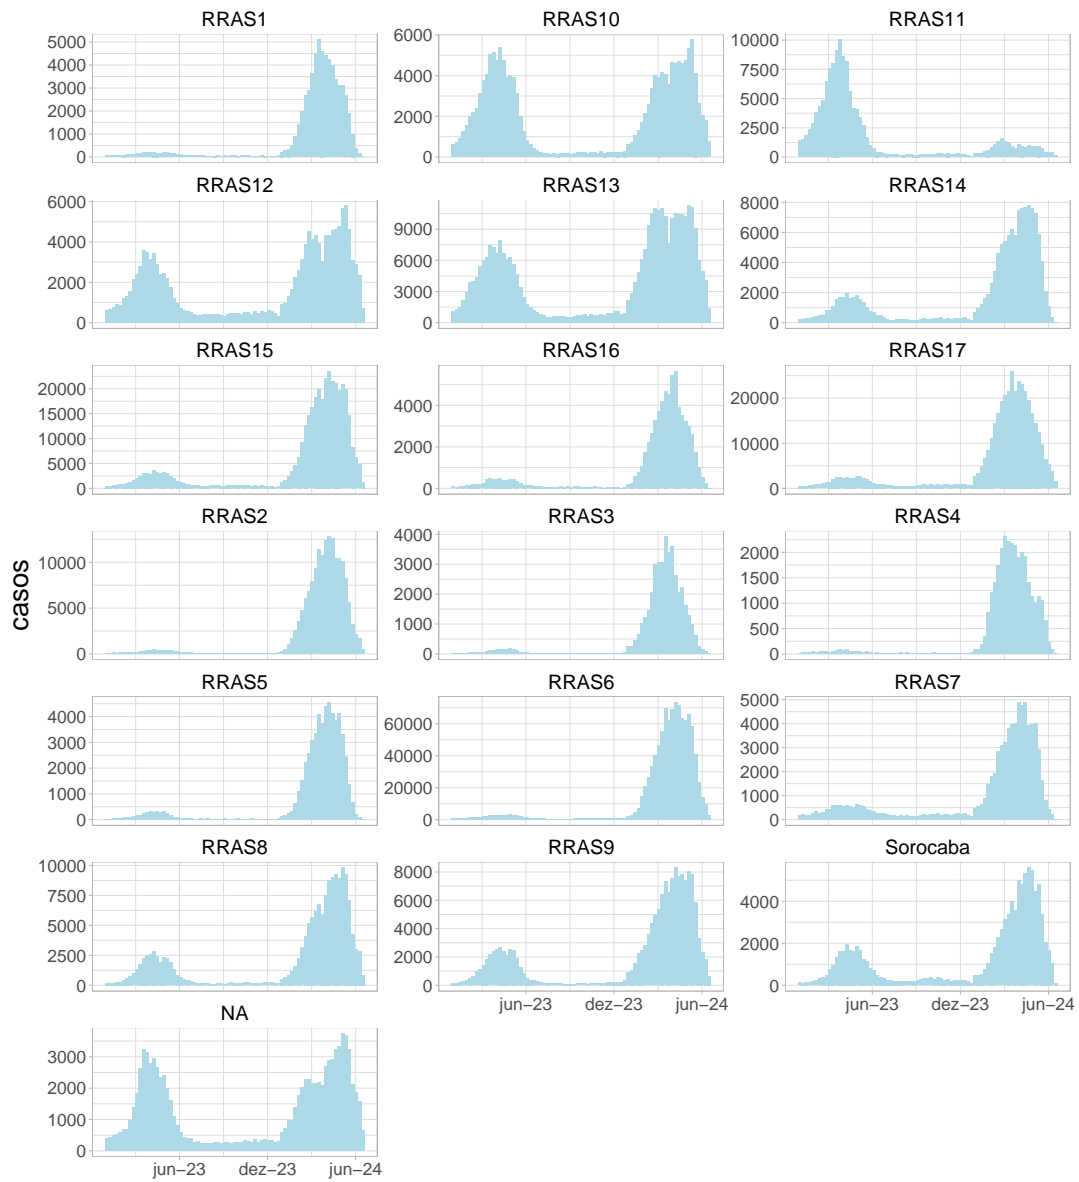 RRAS1 RRAS10 RRAS11
5000 4000 3000 2000 1000 0
6000 4000 2000 0
10000 7500 5000 2500 0
RRAS12 RRAS13 RRAS14
6000 4000 2000 0
9000 6000 3000 0
8000 6000 4000 2000 0
RRAS15 RRAS16 RRAS17
20000 15000 10000 5000 0
4000 2000 0
20000 10000 0
RRAS2 RRAS3 RRAS4
casos
10000 5000 0
4000 3000 2000 1000 0
2000 1500 1000 500 0
RRAS5 RRAS6 RRAS7
4000 3000 2000 1000 0
60000 40000 20000 0
5000 4000 3000 2000 1000 0
RRAS8 RRAS9 Sorocaba
10000 7500 5000 2500 0
8000 6000 4000 2000 0
4000 2000 0
jun−23 dez−23 jun−24 jun−23 dez−23 jun−24
NA
3000 2000 1000 0
jun−23 dez−23 jun−24